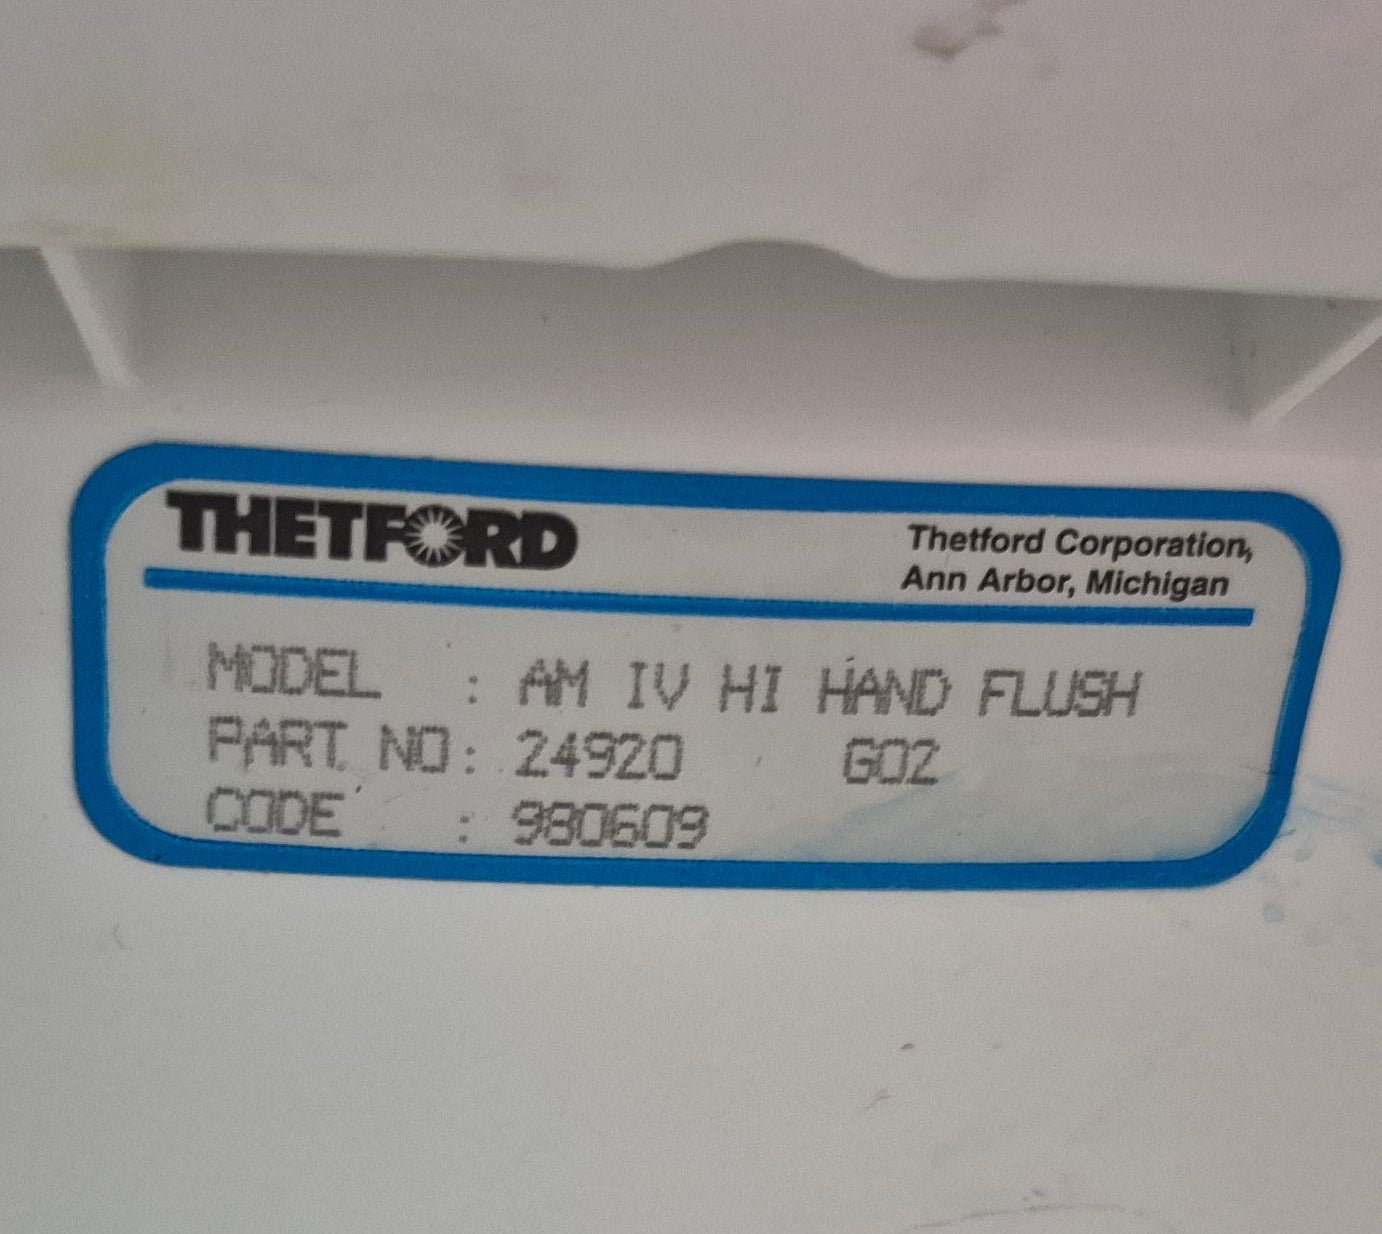 THETFORD
Thetford Corporation,
Ann Arbor, Michigan
MODEL : AM IV HI HAND FLUSH
PART NO: 24920 G02
CODE : 980609